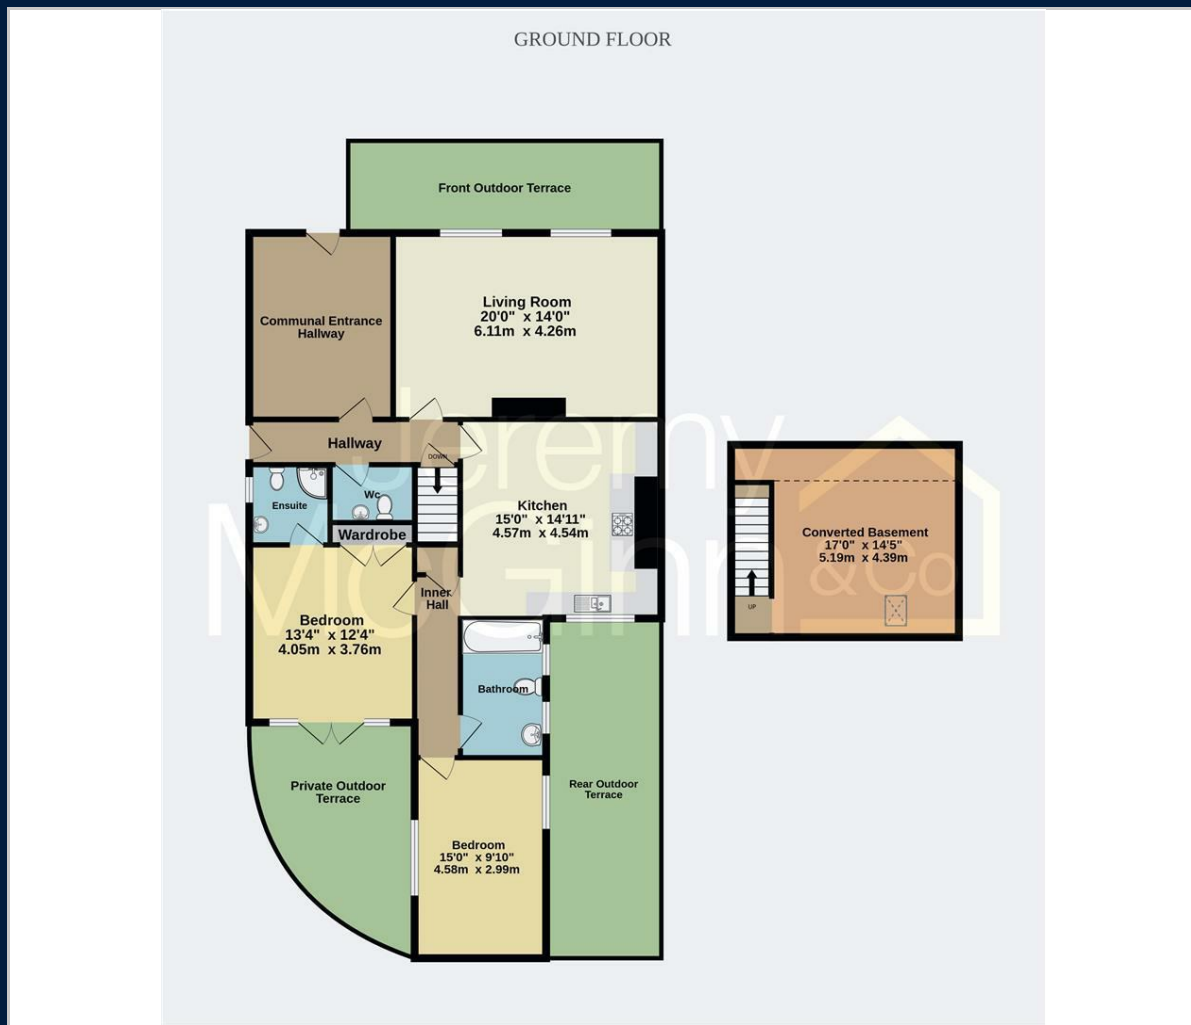 GROUND FLOOR
Front Outdoor Terrace
Communal Entrance
Hallway
Living Room
20'0" x 14'0"
6.11m x 4.26m
Hallway
DOWN
Ensuite
Wc
Wardrobe
Kitchen
15'0" x 14'11"
4.57m x 4.54m
Inner
Hall
Bedroom
13'4" x 12'4"
4.05m x 3.76m
Bathroom
Private Outdoor
Terrace
Rear Outdoor
Terrace
Bedroom
15'0" x 9'10"
4.58m x 2.99m
Converted Basement
17'0" x 14'5"
5.19m x 4.39m
UP
Jeremy
McGinn & Co